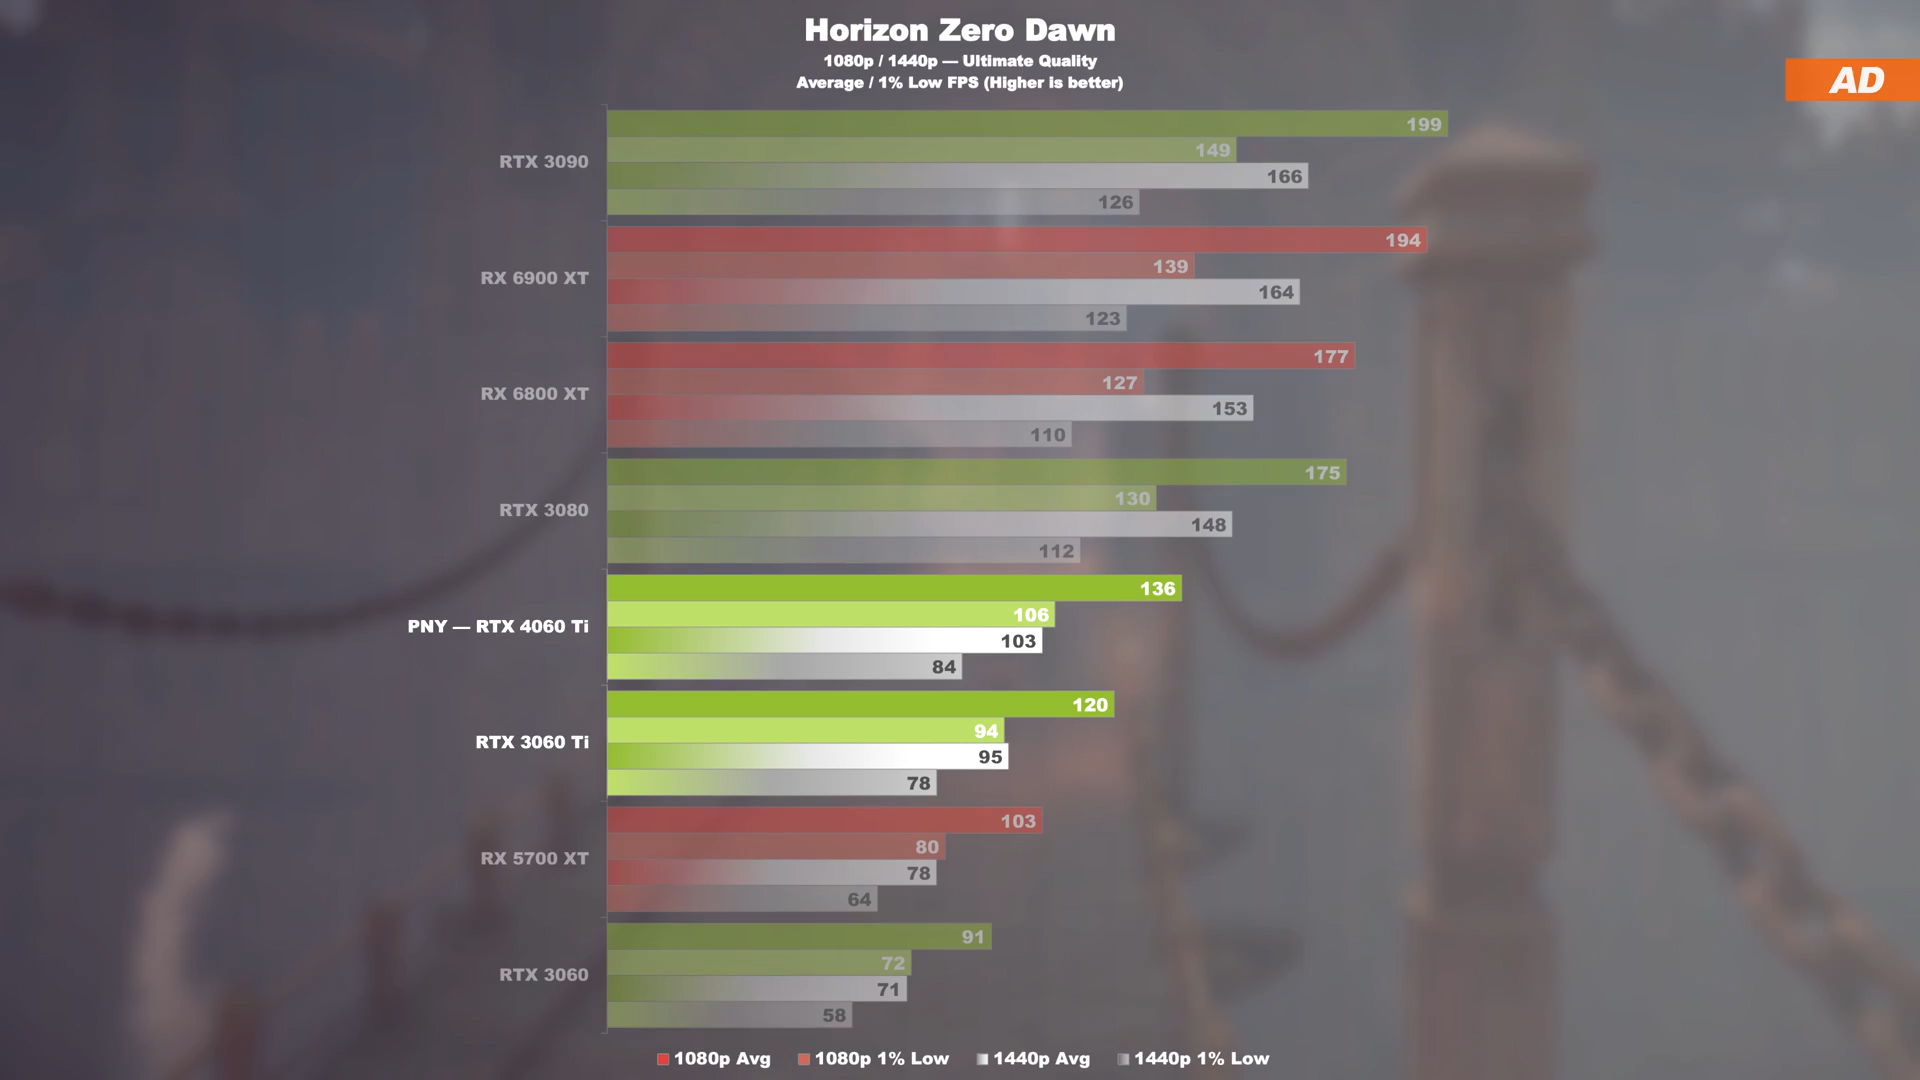 Horizon Zero Dawn
1080p / 1440p — Ultimate Quality
Average / 1% Low FPS (Higher is better)
AD
RTX 3090
199
149
166
126
RX 6900 XT
194
139
164
123
RX 6800 XT
177
127
153
110
RTX 3080
175
130
148
112
PNY — RTX 4060 Ti
136
106
103
84
RTX 3060 Ti
120
94
95
78
RX 5700 XT
103
80
78
64
RTX 3060
91
72
71
58
1080p Avg 1080p 1% Low 1440p Avg 1440p 1% Low